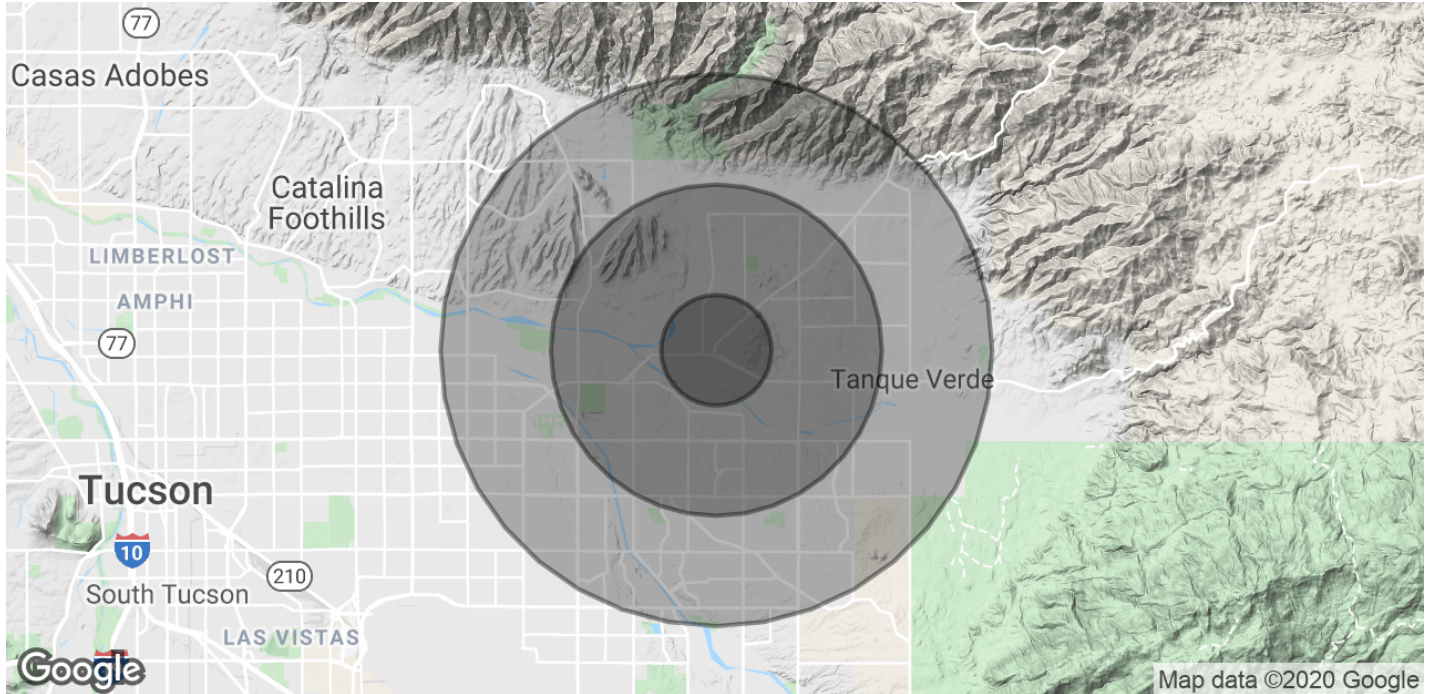 77
Casas Adobes
Catalina
Foothills
LIMBERLOST
AMPHI
77
Tanque Verde
Tucson
10
210
South Tucson
LAS VISTAS
Google
Map data ©2020 Google